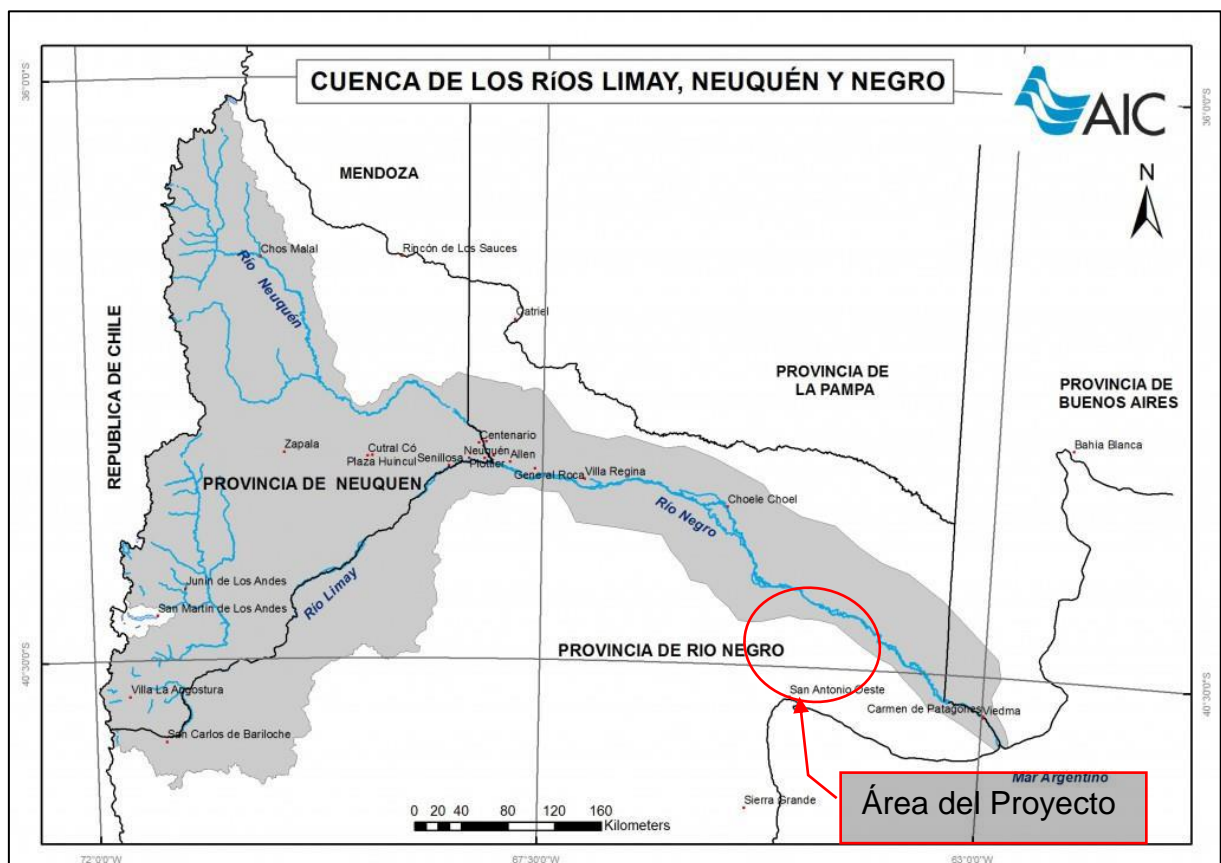 CUENCA DE LOS RíOS LIMAY, NEUQUÉN Y NEGRO
AIC
N
36°0'0"S
36°0'0"S
MENDOZA
Chos Malal
Rincón de Los Sauces
Río Neuquén
Catriel
REPUBLICA DE CHILE
PROVINCIA DE
LA PAMPA
PROVINCIA DE
BUENOS AIRES
Bahia Blanca
Zapala
Cutral Có
Plaza Huincul
Centenario
Neuquén
Senillosa
Plottier
Allen
General Roca
Villa Regina
PROVINCIA DE NEUQUEN
Choele Choel
Río Negro
Junin de Los Andes
San Martin de Los Andes
Río Limay
40°30'0"S
PROVINCIA DE RIO NEGRO
40°30'0"S
Villa La Angostura
San Antonio Oeste
Carmen de Patagones
Viedma
San Carlos de Bariloche
Mar Argentino
Área del Proyecto
Sierra Grande
0 20 40 80 120 160
Kilometers
72°0'0"W
67°30'0"W
63°0'0"W